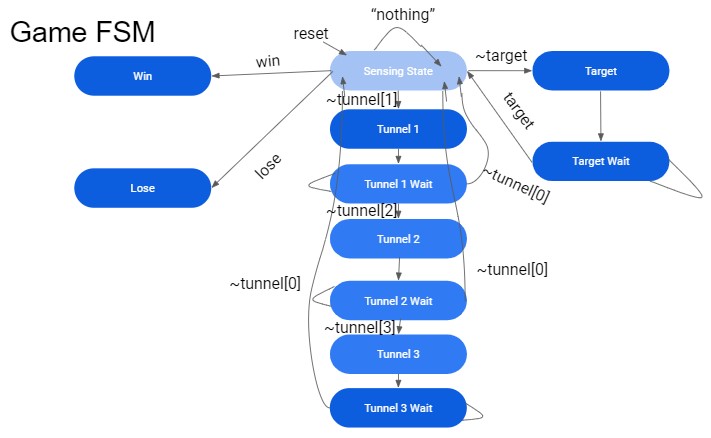 Game FSM
“nothing”
reset
win
~target
Win
Sensing State
Target
~tunnel[1]
target
Tunnel 1
Target Wait
lose
Lose
Tunnel 1 Wait
~tunnel[0]
~tunnel[2]
Tunnel 2
~tunnel[0]
~tunnel[0]
Tunnel 2 Wait
~tunnel[3]
Tunnel 3
Tunnel 3 Wait